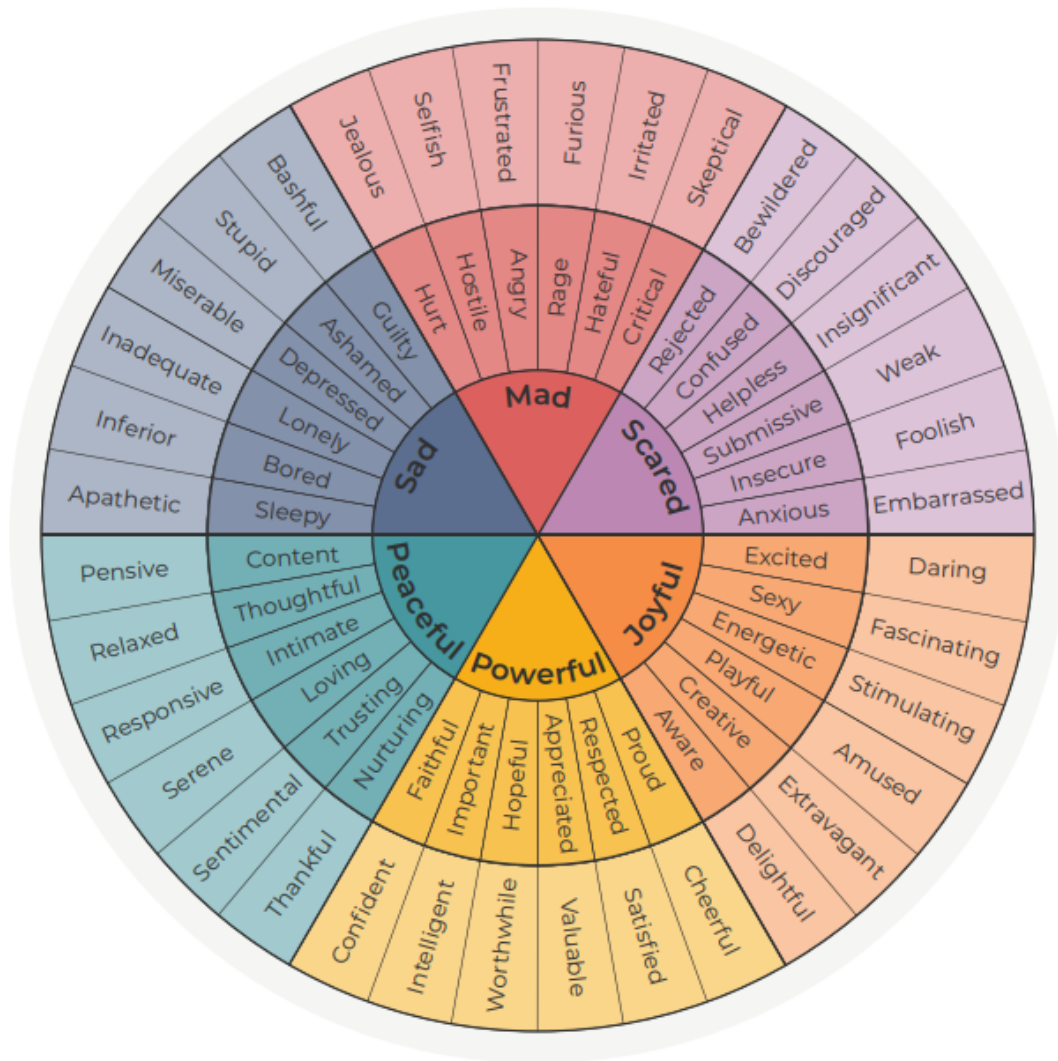 Mad
Scared
Joyful
Powerful
Peaceful
Sad
Hurt
Hostile
Angry
Rage
Hateful
Critical
Rejected
Confused
Helpless
Submissive
Insecure
Anxious
Excited
Sexy
Energetic
Playful
Creative
Aware
Proud
Respected
Appreciated
Hopeful
Important
Faithful
Nurturing
Trusting
Loving
Intimate
Thoughtful
Content
Sleepy
Bored
Lonely
Depressed
Ashamed
Guilty
Jealous
Selfish
Frustrated
Furious
Irritated
Skeptical
Bewildered
Discouraged
Insignificant
Weak
Foolish
Embarrassed
Daring
Fascinating
Stimulating
Amused
Extravagant
Delightful
Cheerful
Satisfied
Valuable
Worthwhile
Intelligent
Confident
Thankful
Sentimental
Serene
Responsive
Relaxed
Pensive
Apathetic
Inferior
Inadequate
Miserable
Stupid
Bashful